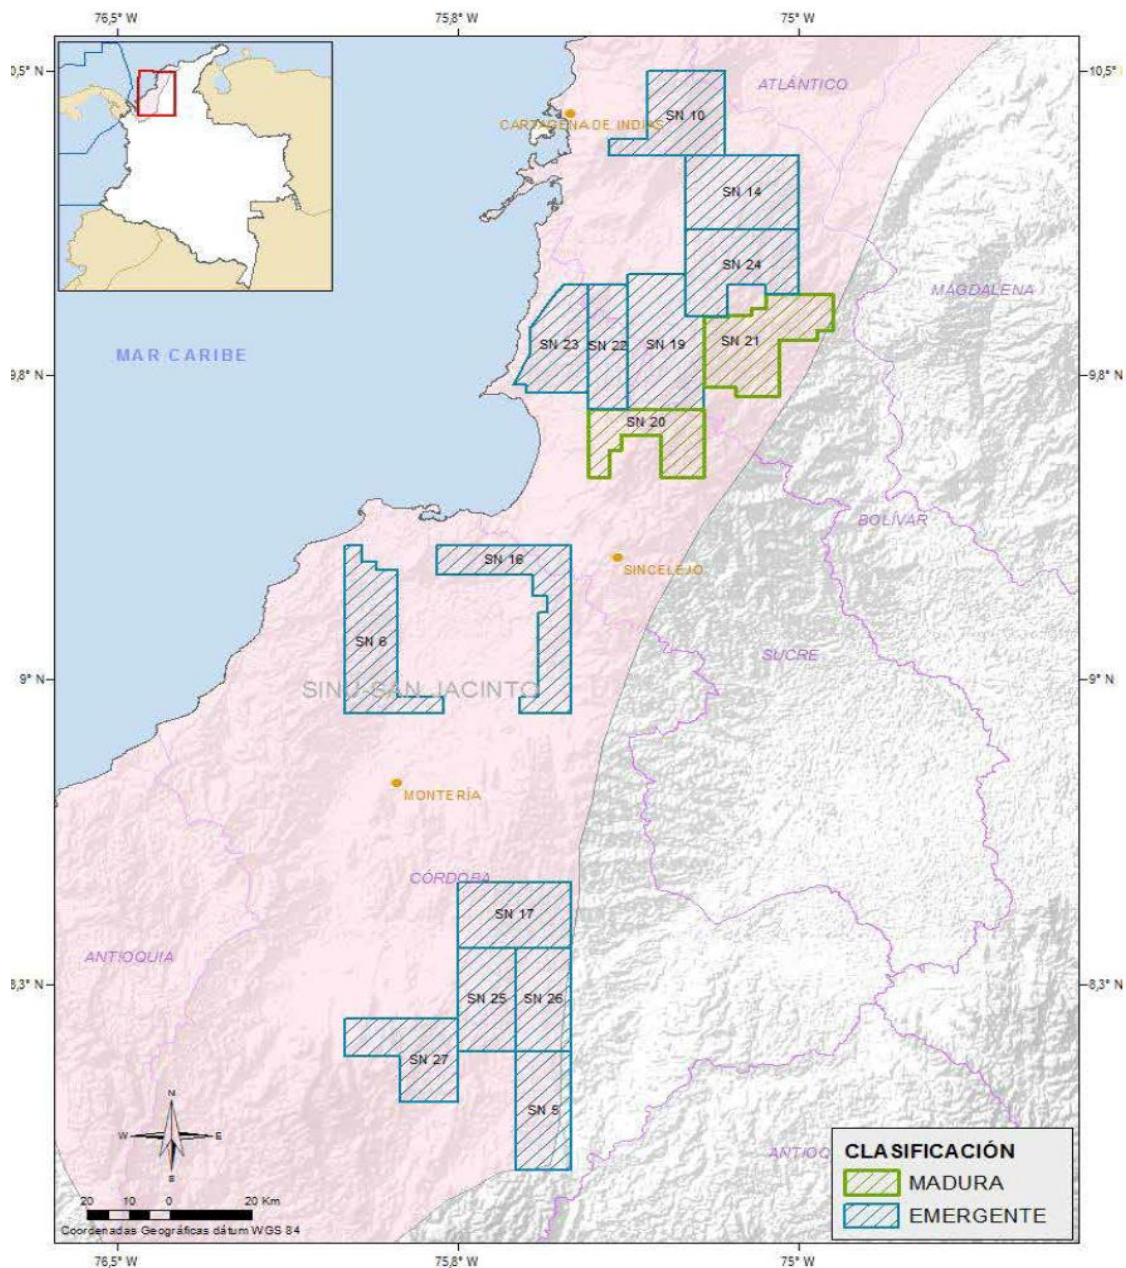 76,5° W
75,8° W
75° W
10,5° N
ATLÁNTICO
SN 10
CARTAGENA DE INDIAS
SN 14
SN 24
MAGDALENA
MAR CARIBE
SN 23
SN 22
SN 19
SN 21
9,8° N
SN 20
BOLÍVAR
SN 16
SINCELEJO
SN 6
SUCRE
9° N
9° N
SINU-SAN JACINTO
MONTERÍA
CÓRDOBA
SN 17
ANTIOQUIA
8,3° N
8,3° N
SN 25
SN 26
SN 27
SN 5
N
W
E
S
CLASIFICACIÓN
MADURA
EMERGENTE
20 10 0 20 Km
Coordenadas Geográficas dátum WGS 84
76,5° W
75,8° W
75° W